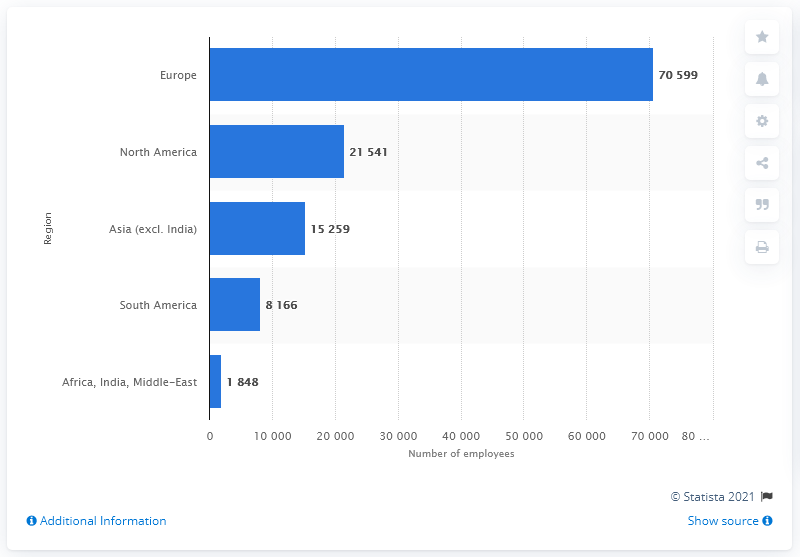 Region
Europe
70 599
North America
21 541
Asia (excl. India)
15 259
South America
8 166
Africa, India, Middle-East
1 848
0 10 000 20 000 30 000 40 000 50 000 60 000 70 000 80 ...
Number of employees
© Statista 2021
Additional Information
Show source